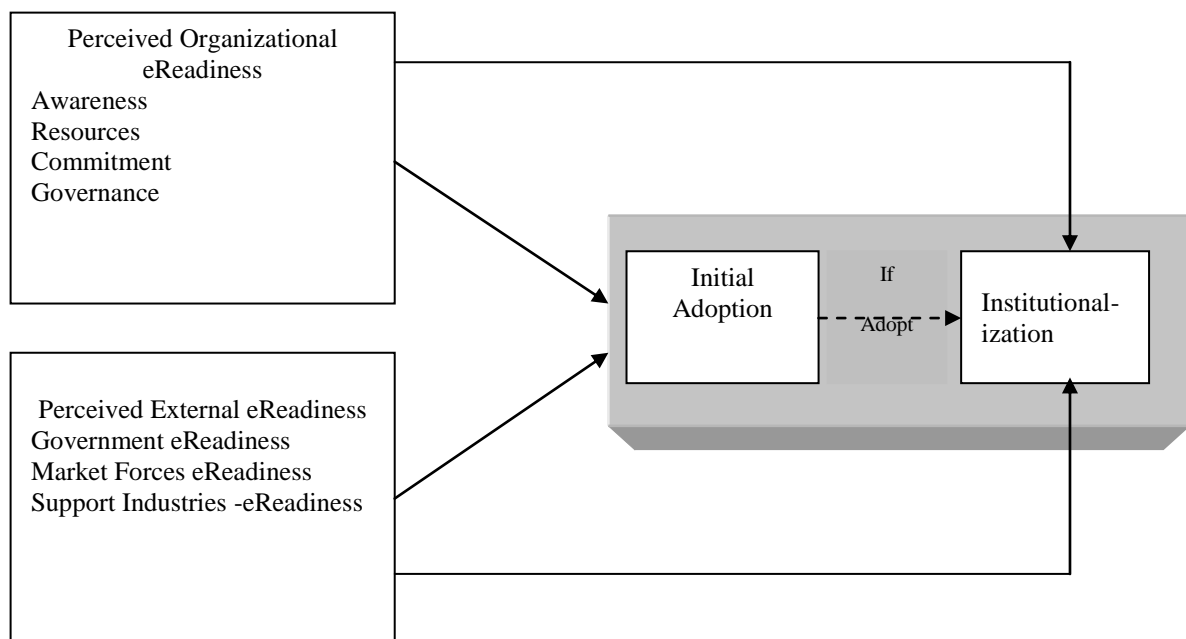 Perceived Organizational
eReadiness
Awareness
Resources
Commitment
Governance
Initial
Adoption
If
Adopt
Institutional-
ization
Perceived External eReadiness
Government eReadiness
Market Forces eReadiness
Support Industries -eReadiness